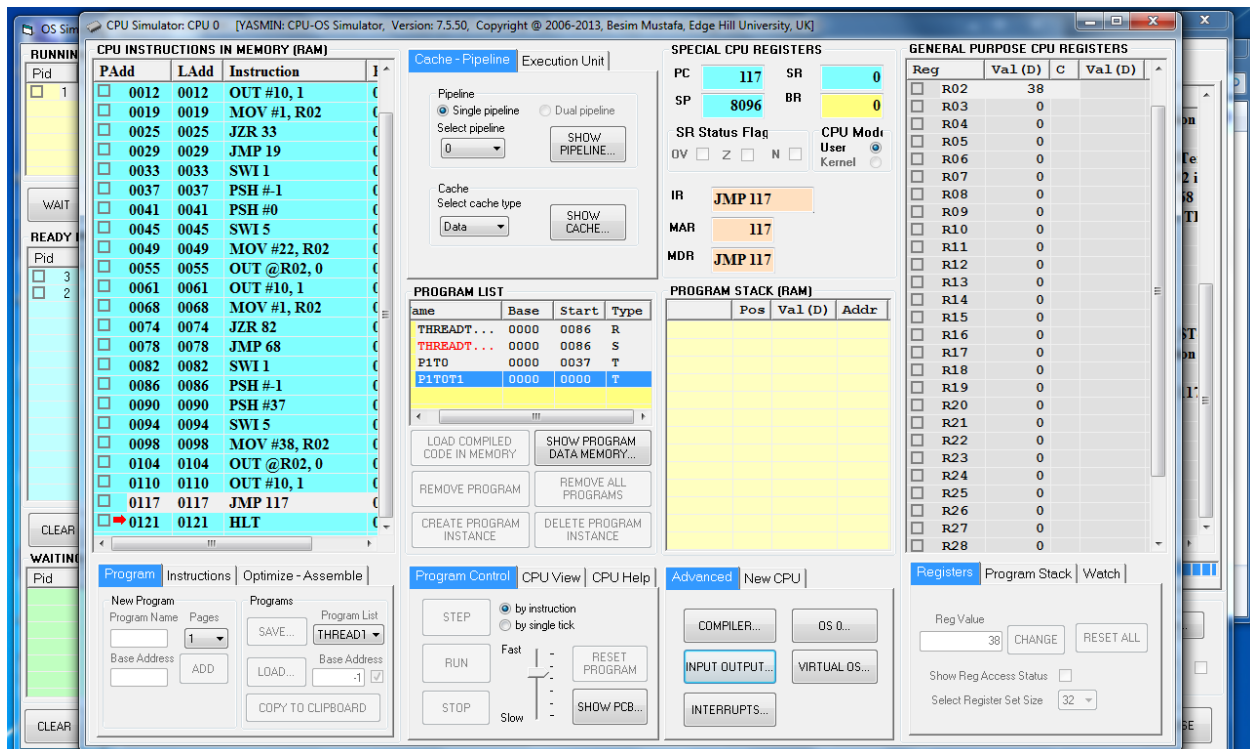 OS Sim
CPU Simulator: CPU 0 [YASMIN: CPU-OS Simulator, Version: 7.5.50, Copyright @ 2006-2013, Besim Mustafa, Edge Hill University, UK]
RUNNIN
Pid
1
WAIT
READY
Pid
3
2
CLEAR
WAITING
Pid
CLEAR
CPU INSTRUCTIONS IN MEMORY (RAM)
PAdd LAdd Instruction
0012 0012 OUT #10, 1
0019 0019 MOV #1, R02
0025 0025 JZR 33
0029 0029 JMP 19
0033 0033 SWI 1
0037 0037 PSH #-1
0041 0041 PSH #0
0045 0045 SWI 5
0049 0049 MOV #22, R02
0055 0055 OUT @R02, 0
0061 0061 OUT #10, 1
0068 0068 MOV #1, R02
0074 0074 JZR 82
0078 0078 JMP 68
0082 0082 SWI 1
0086 0086 PSH #-1
0090 0090 PSH #37
0094 0094 SWI 5
0098 0098 MOV #38, R02
0104 0104 OUT @R02, 0
0110 0110 OUT #10, 1
0117 0117 JMP 117
0121 0121 HLT
Program Instructions Optimize - Assemble
New Program
Program Name Pages
1
Base Address
ADD
Programs
Program List
SAVE... THREAD1
Base Address
LOAD... -1
COPY TO CLIPBOARD
Cache - Pipeline Execution Unit
Pipeline
Single pipeline Dual pipeline
Select pipeline
0
SHOW
PIPELINE...
Cache
Select cache type
Data
SHOW
CACHE...
PROGRAM LIST
ame Base Start Type
THREADT... 0000 0086 R
THREADT... 0000 0086 S
P1T0 0000 0037 T
P1T0T1 0000 0000 T
LOAD COMPILED
CODE IN MEMORY
SHOW PROGRAM
DATA MEMORY...
REMOVE PROGRAM
REMOVE ALL
PROGRAMS
CREATE PROGRAM
INSTANCE
DELETE PROGRAM
INSTANCE
Program Control CPU View CPU Help
STEP
by instruction
by single tick
RUN
Fast
RESET
PROGRAM
STOP
Slow
SHOW PCB...
SPECIAL CPU REGISTERS
PC 117 SR 0
SP 8096 BR 0
SR Status Flag
OV Z N
CPU Mode
User
Kernel
IR JMP 117
MAR 117
MDR JMP 117
PROGRAM STACK (RAM)
Pos Val (D) Addr
Advanced New CPU
COMPILER... OS 0...
INPUT OUTPUT... VIRTUAL OS...
INTERRUPTS...
GENERAL PURPOSE CPU REGISTERS
Reg Val (D) C Val (D)
R02 38
R03 0
R04 0
R05 0
R06 0
R07 0
R08 0
R09 0
R10 0
R11 0
R12 0
R13 0
R14 0
R15 0
R16 0
R17 0
R18 0
R19 0
R20 0
R21 0
R22 0
R23 0
R24 0
R25 0
R26 0
R27 0
R28 0
Registers Program Stack Watch
Reg Value
38 CHANGE RESET ALL
Show Reg Access Status
Select Register Set Size 32